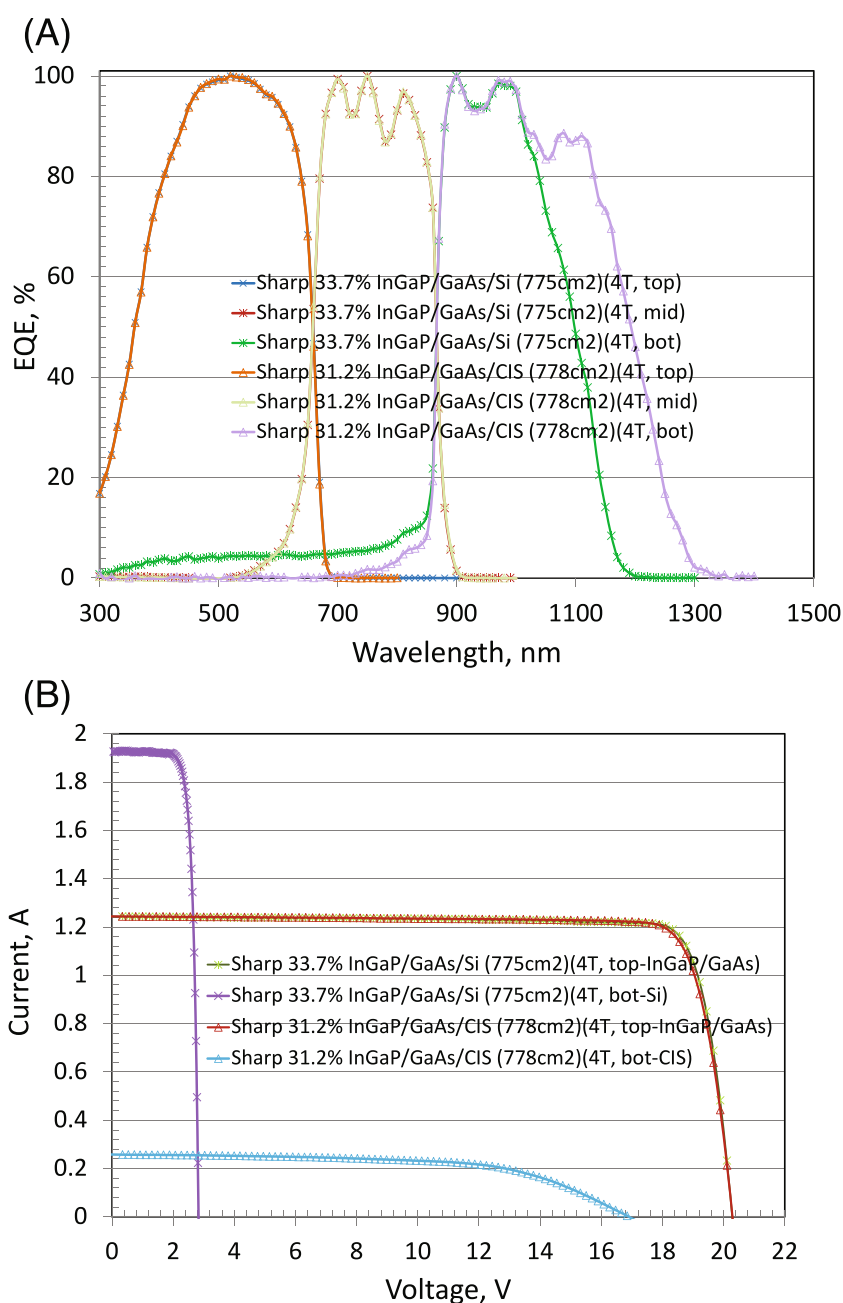 (A)
100
80
60
40
20
0
EQE, %
Sharp 33.7% InGaP/GaAs/Si (775cm2)(4T, top)
Sharp 33.7% InGaP/GaAs/Si (775cm2)(4T, mid)
Sharp 33.7% InGaP/GaAs/Si (775cm2)(4T, bot)
Sharp 31.2% InGaP/GaAs/CIS (778cm2)(4T, top)
Sharp 31.2% InGaP/GaAs/CIS (778cm2)(4T, mid)
Sharp 31.2% InGaP/GaAs/CIS (778cm2)(4T, bot)
300 500 700 900 1100 1300 1500
Wavelength, nm
(B)
2
1.8
1.6
1.4
1.2
1
0.8
0.6
0.4
0.2
0
Current, A
Sharp 33.7% InGaP/GaAs/Si (775cm2)(4T, top-InGaP/GaAs)
Sharp 33.7% InGaP/GaAs/Si (775cm2)(4T, bot-Si)
Sharp 31.2% InGaP/GaAs/CIS (778cm2)(4T, top-InGaP/GaAs)
Sharp 31.2% InGaP/GaAs/CIS (778cm2)(4T, bot-CIS)
0 2 4 6 8 10 12 14 16 18 20 22
Voltage, V